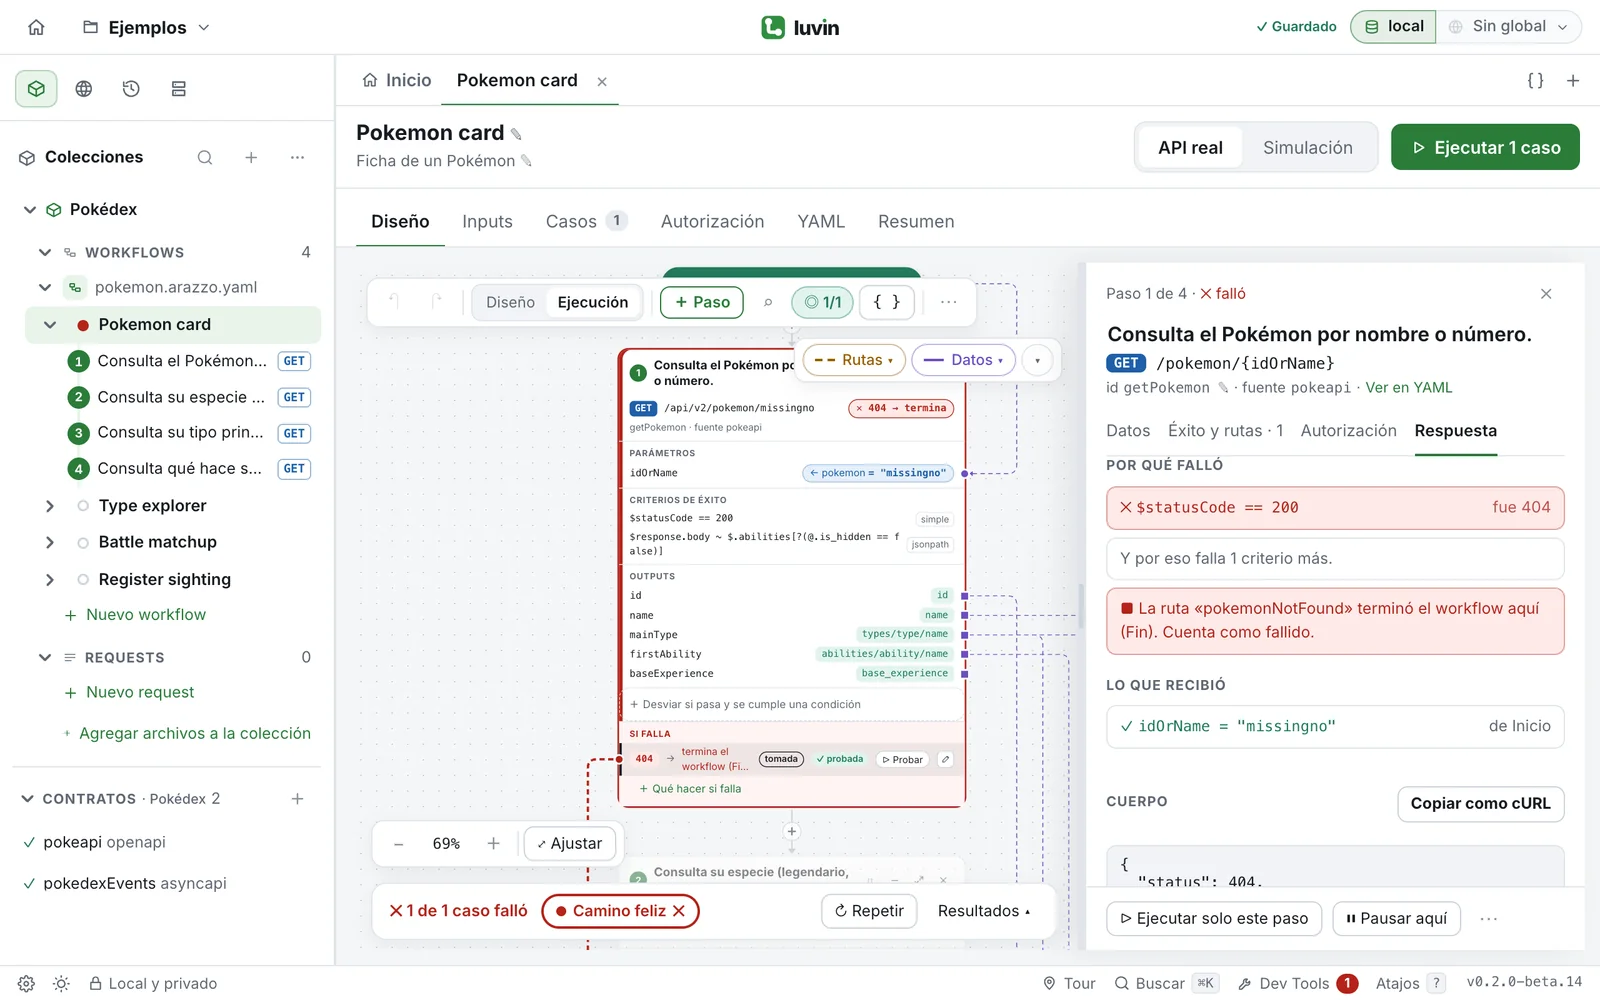 Ejemplos
luvin
Guardado
local
Sin global
Inicio
Pokemon card
{ }
Colecciones
Pokédex
WORKFLOWS
4
pokemon.arazzo.yaml
Pokemon card
1 Consulta el Pokémon... GET
2 Consulta su especie ... GET
3 Consulta su tipo prin... GET
4 Consulta qué hace s... GET
Type explorer
Battle matchup
Register sighting
+ Nuevo workflow
REQUESTS
0
+ Nuevo request
+ Agregar archivos a la colección
CONTRATOS · Pokédex 2
pokeapi openapi
pokedexEvents asyncapi
Pokemon card
Ficha de un Pokémon
API real
Simulación
Ejecutar 1 caso
Diseño
Inputs
Casos 1
Autorización
YAML
Resumen
Diseño
Ejecución
+ Paso
1/1
{ }
Rutas
Datos
1 Consulta el Pokémon po
o número.
GET /api/v2/pokemon/missingno
× 404 → termina
getPokemon · fuente pokeapi
PARÁMETROS
idOrName
← pokemon = "missingno"
CRITERIOS DE ÉXITO
$statusCode == 200
simple
$response.body ~ $.abilities[?(@.is_hidden == f
alse)]
jsonpath
OUTPUTS
id
id
name
name
mainType
types/type/name
firstAbility
abilities/ability/name
baseExperience
base_experience
+ Desviar si pasa y se cumple una condición
SI FALLA
404 → termina el
workflow (Fi...
tomada
✓ probada
Probar
+ Qué hacer si falla
− 69% +
Ajustar
2 Consulta su especie (legendario,
1 de 1 caso falló
Camino feliz
Repetir
Resultados
Paso 1 de 4 · × falló
Consulta el Pokémon por nombre o número.
GET /pokemon/{idOrName}
id getPokemon · fuente pokeapi · Ver en YAML
Datos
Éxito y rutas · 1
Autorización
Respuesta
POR QUÉ FALLÓ
$statusCode == 200
fue 404
Y por eso falla 1 criterio más.
La ruta «pokemonNotFound» terminó el workflow aquí
(Fin). Cuenta como fallido.
LO QUE RECIBIÓ
✓ idOrName = "missingno"
de Inicio
CUERPO
Copiar como cURL
{
"status": 404,
Ejecutar solo este paso
Pausar aquí
Local y privado
Tour
Buscar ⌘K
Dev Tools 1
Atajos ?
v0.2.0-beta.14